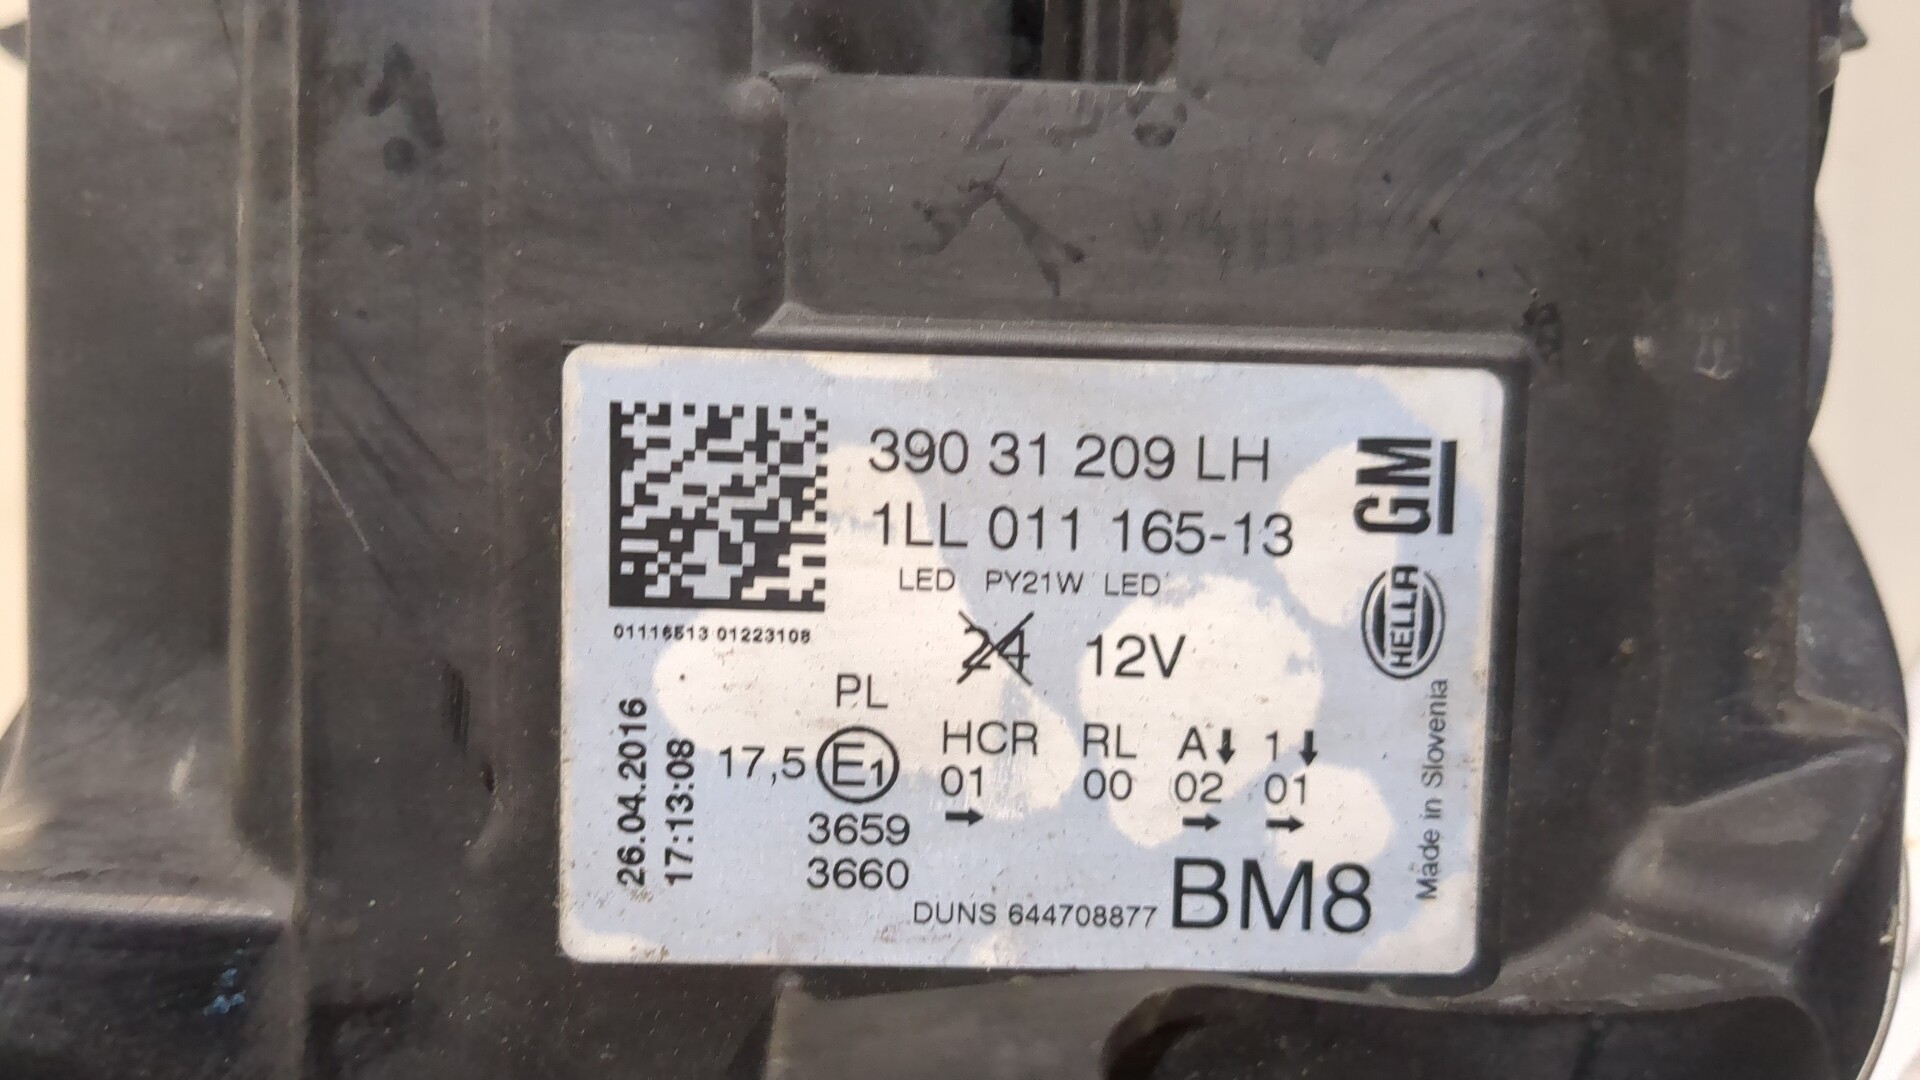 390 31 209 LH
1LL 011 165-13
LED PY21W LED
GM
HELLA
01116513 01223108
24 12V
PL
17,5 E1 HCR RL A↓ 1↓
01 00 02 01
→ → →
3659
3660
DUNS 644708877 BM8
26.04.2016
17:13:08
Made in Slovenia